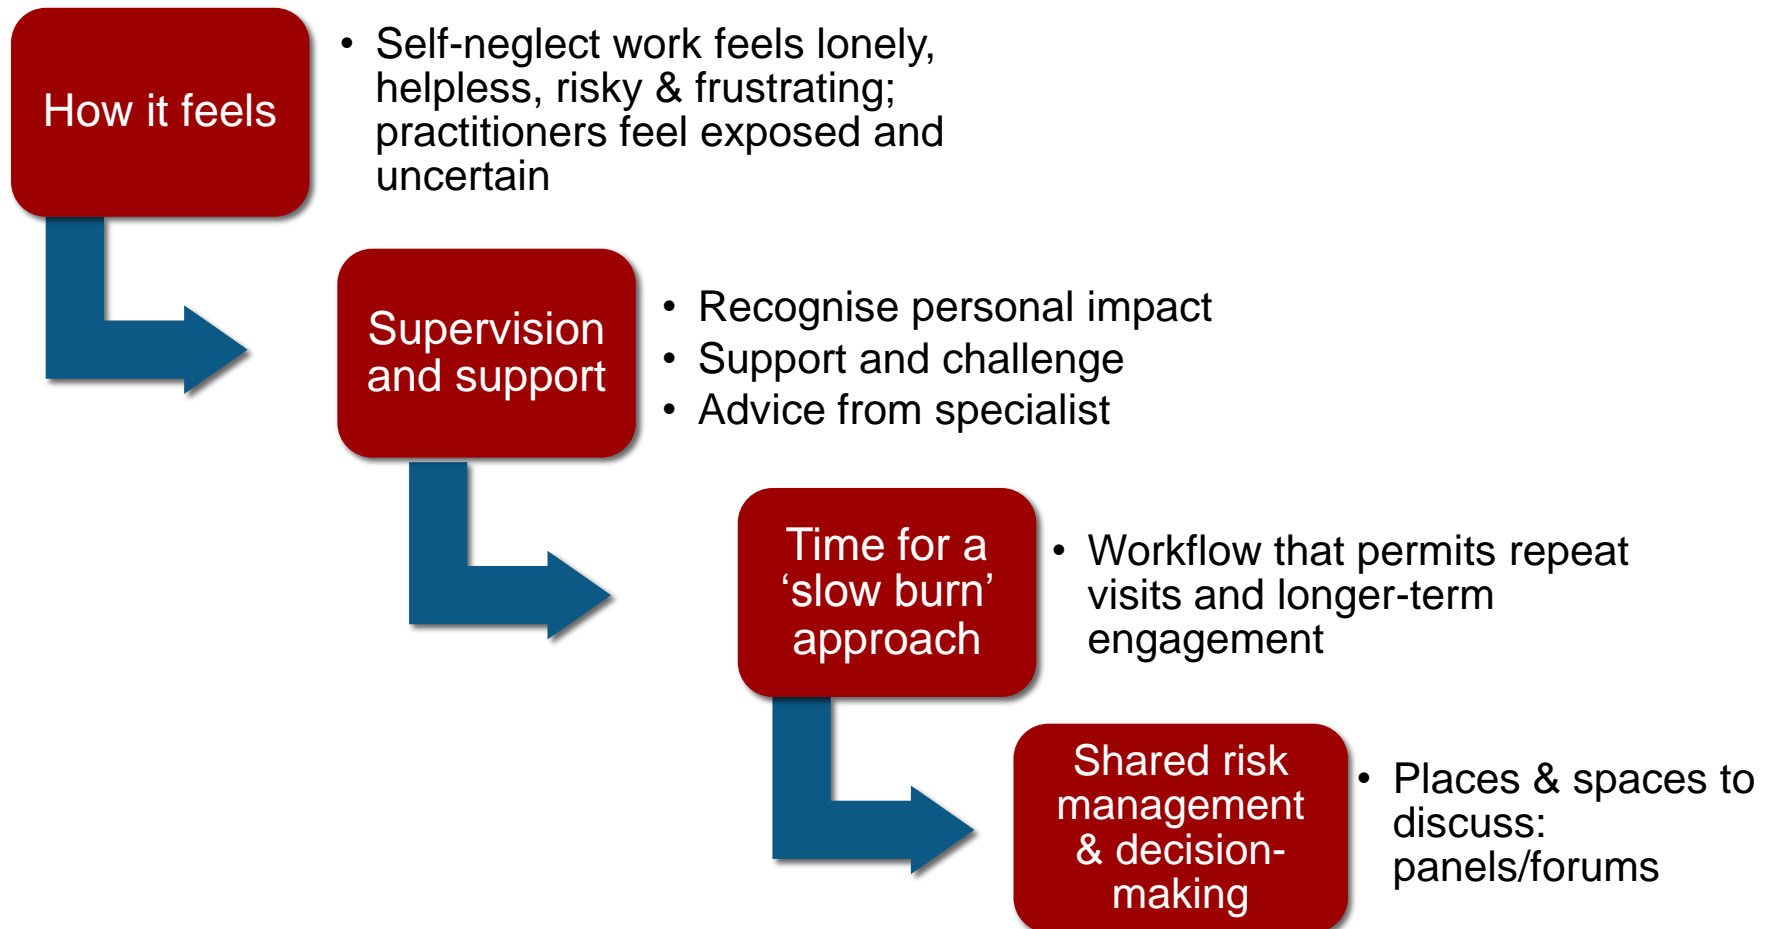 How it feels
• Self-neglect work feels lonely,
helpless, risky & frustrating;
practitioners feel exposed and
uncertain
Supervision
and support
• Recognise personal impact
• Support and challenge
• Advice from specialist
Time for a
‘slow burn’
approach
• Workflow that permits repeat
visits and longer-term
engagement
Shared risk
management
& decision-
making
• Places & spaces to
discuss:
panels/forums